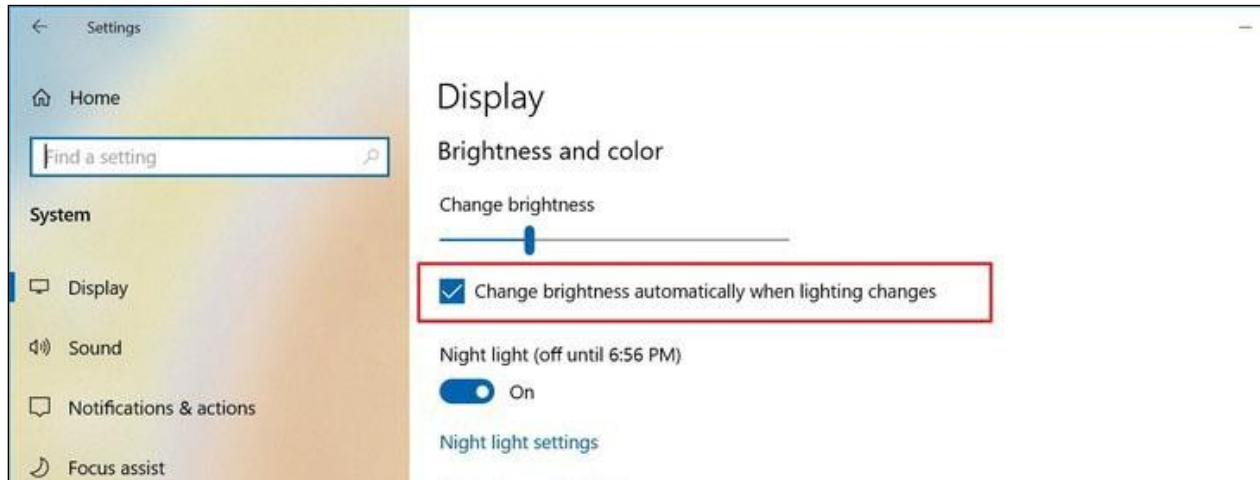 Settings
Home
Find a setting
System
Display
Sound
Notifications & actions
Focus assist
Display
Brightness and color
Change brightness
Change brightness automatically when lighting changes
Night light (off until 6:56 PM)
On
Night light settings